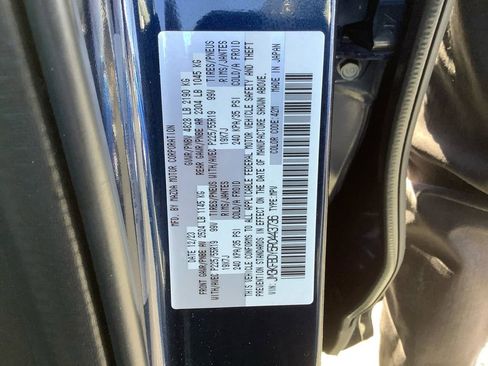 MFD. BY MAZDA MOTOR CORPORATION
DATE 12/23 GVWR/PNBV 4828 LB 2190 KG
FRONT GAWR/PNBE AV 2524 LB 1145 KG REAR GAWR/PNBE AR 2304 LB 1045 KG
WITH/AVEC P225/55R19 99V TIRES/PNEUS WITH/AVEC P225/55R19 99V TIRES/PNEUS
19X7J RIMS/JANTES 19X7J RIMS/JANTES
240 KPA/35 PSI COLD/A FROID 240 KPA/35 PSI COLD/A FROID
THIS VEHICLE CONFORMS TO ALL APPLICABLE FEDERAL MOTOR VEHICLE SAFETY AND THEFT
PREVENTION STANDARDS IN EFFECT ON THE DATE OF MANUFACTURE SHOWN ABOVE.
VIN: TYPE: MPV COLOR: 42M MADE IN JAPAN